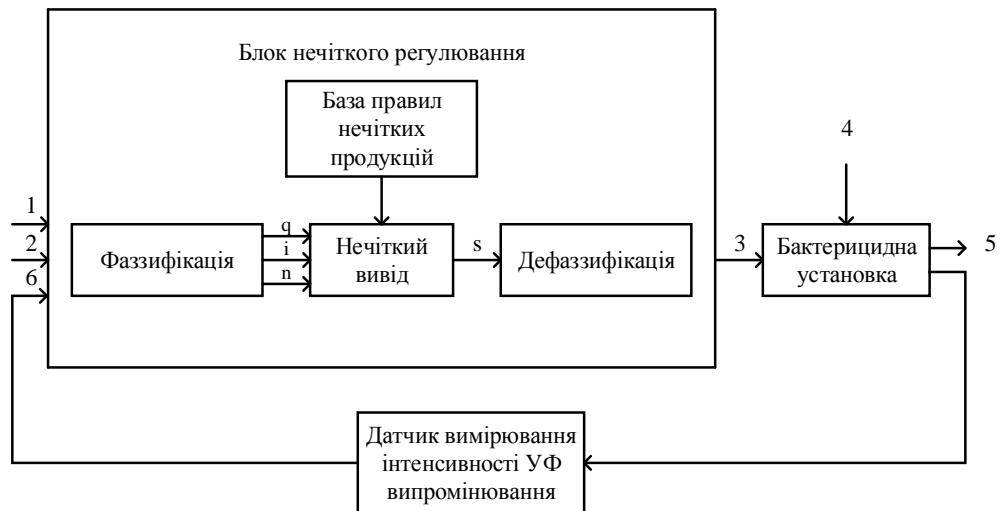 Блок нечіткого регулювання
База правил
нечітких
продукцій
4
1
2
6
Фаззифікація
q
i
n
Нечіткий
вивід
s
Дефаззифікація
3
Бактерицидна
установка
5
Датчик вимірювання
інтенсивності УФ
випромінювання